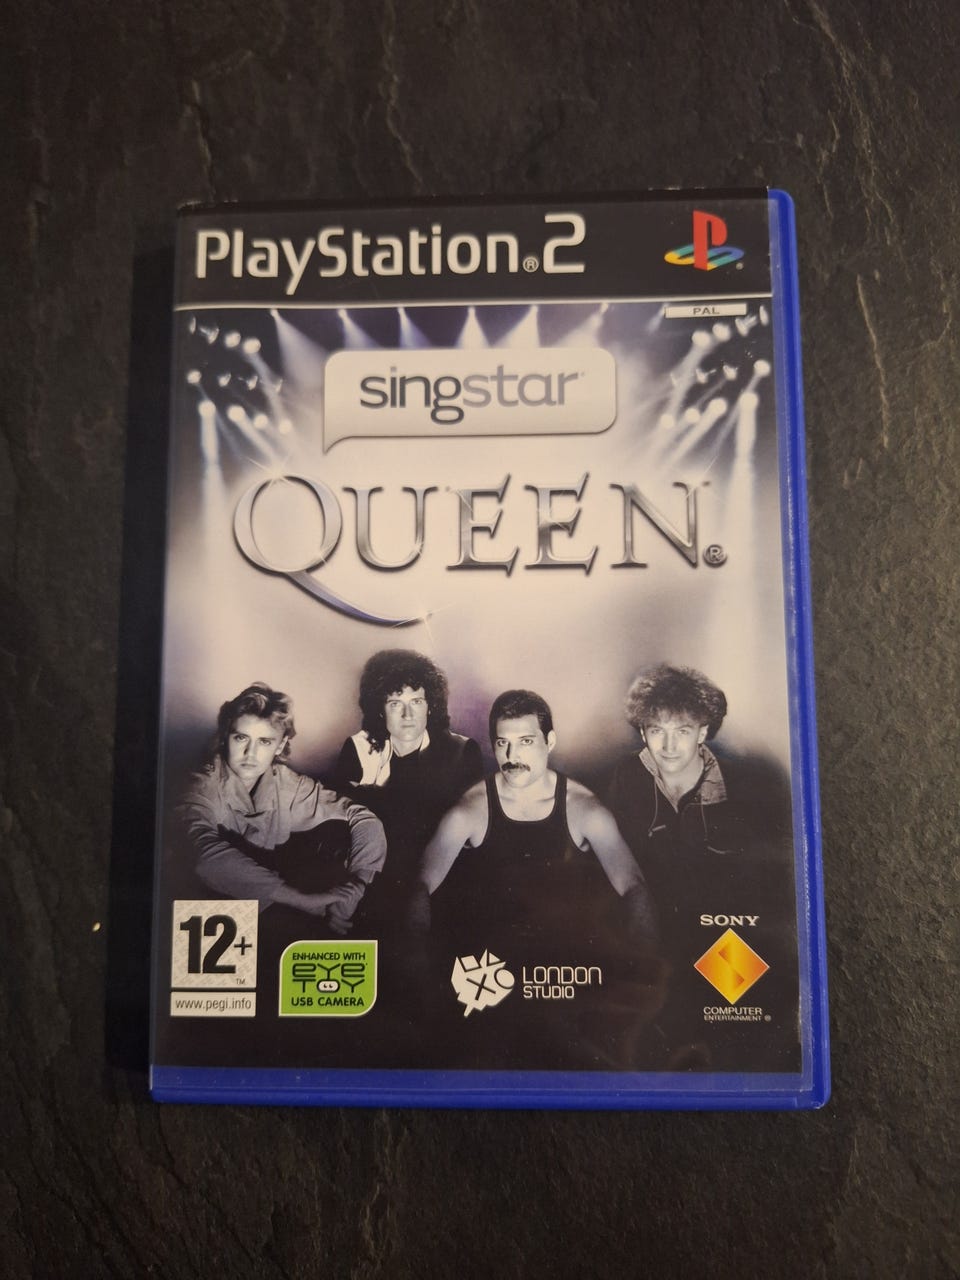 PlayStation®2
PAL
singstar
QUEEN®
12+
™
www.pegi.info
ENHANCED WITH
EYE
TOY
USB CAMERA
LONDON
STUDIO
SONY
COMPUTER
ENTERTAINMENT ®